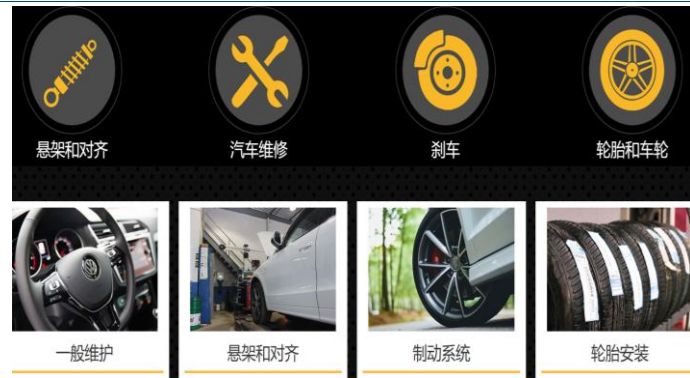 悬架和对齐
汽车维修
刹车
轮胎和车轮
一般维护
悬架和对齐
制动系统
轮胎安装